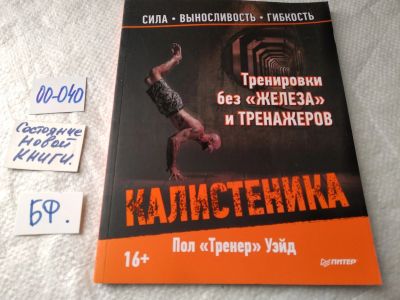 СИЛА • ВЫНОСЛИВОСТЬ • ГИБКОСТЬ
Тренировки
без «ЖЕЛЕЗА»
и ТРЕНАЖЕРОВ
КАЛИСТЕНИКА
Пол «Тренер» Уэйд
16+
ПИТЕР
00-040
Состояние
новой
книги.
БФ.